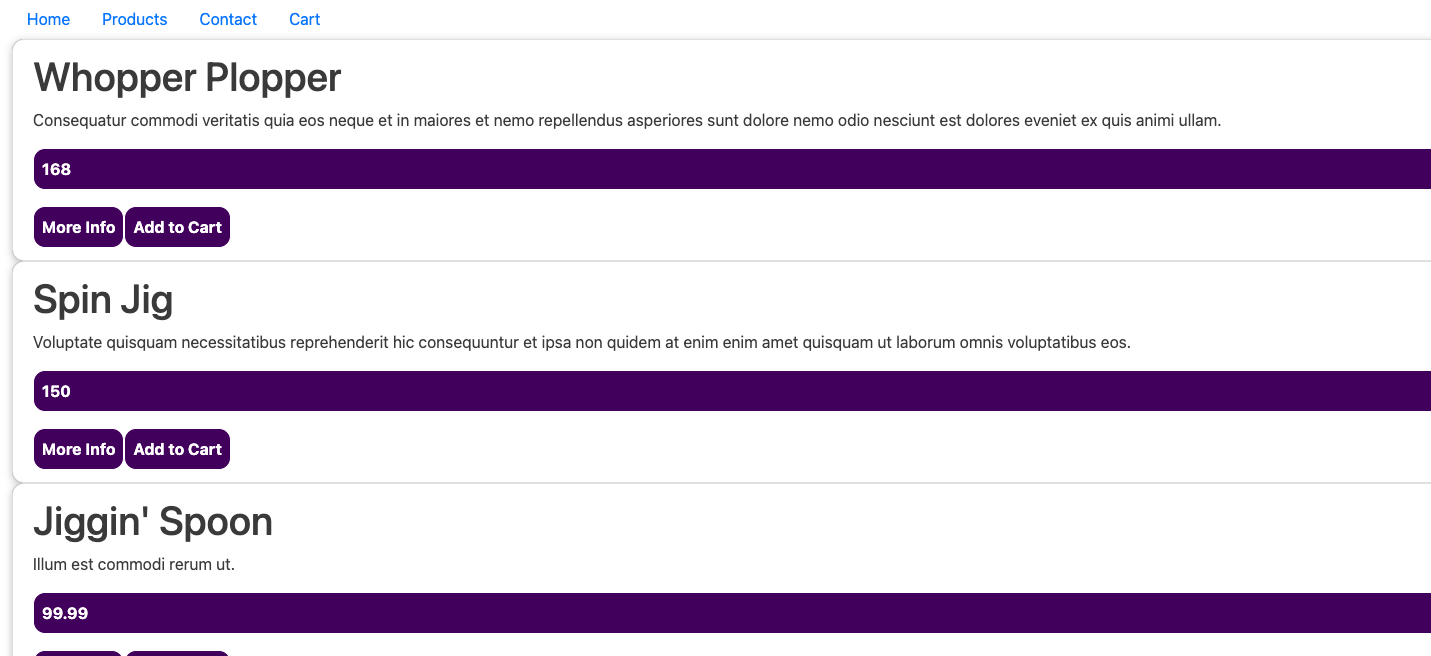 Home Products Contact Cart
Whopper Plopper
Consequatur commodi veritatis quia eos neque et in maiores et nemo repellendus asperiores sunt dolore nemo odio nesciunt est dolores eveniet ex quis animi ullam.
168
More Info Add to Cart
Spin Jig
Voluptate quisquam necessitatibus reprehenderit hic consequuntur et ipsa non quidem at enim enim amet quisquam ut laborum omnis voluptatibus eos.
150
More Info Add to Cart
Jiggin' Spoon
Illum est commodi rerum ut.
99.99